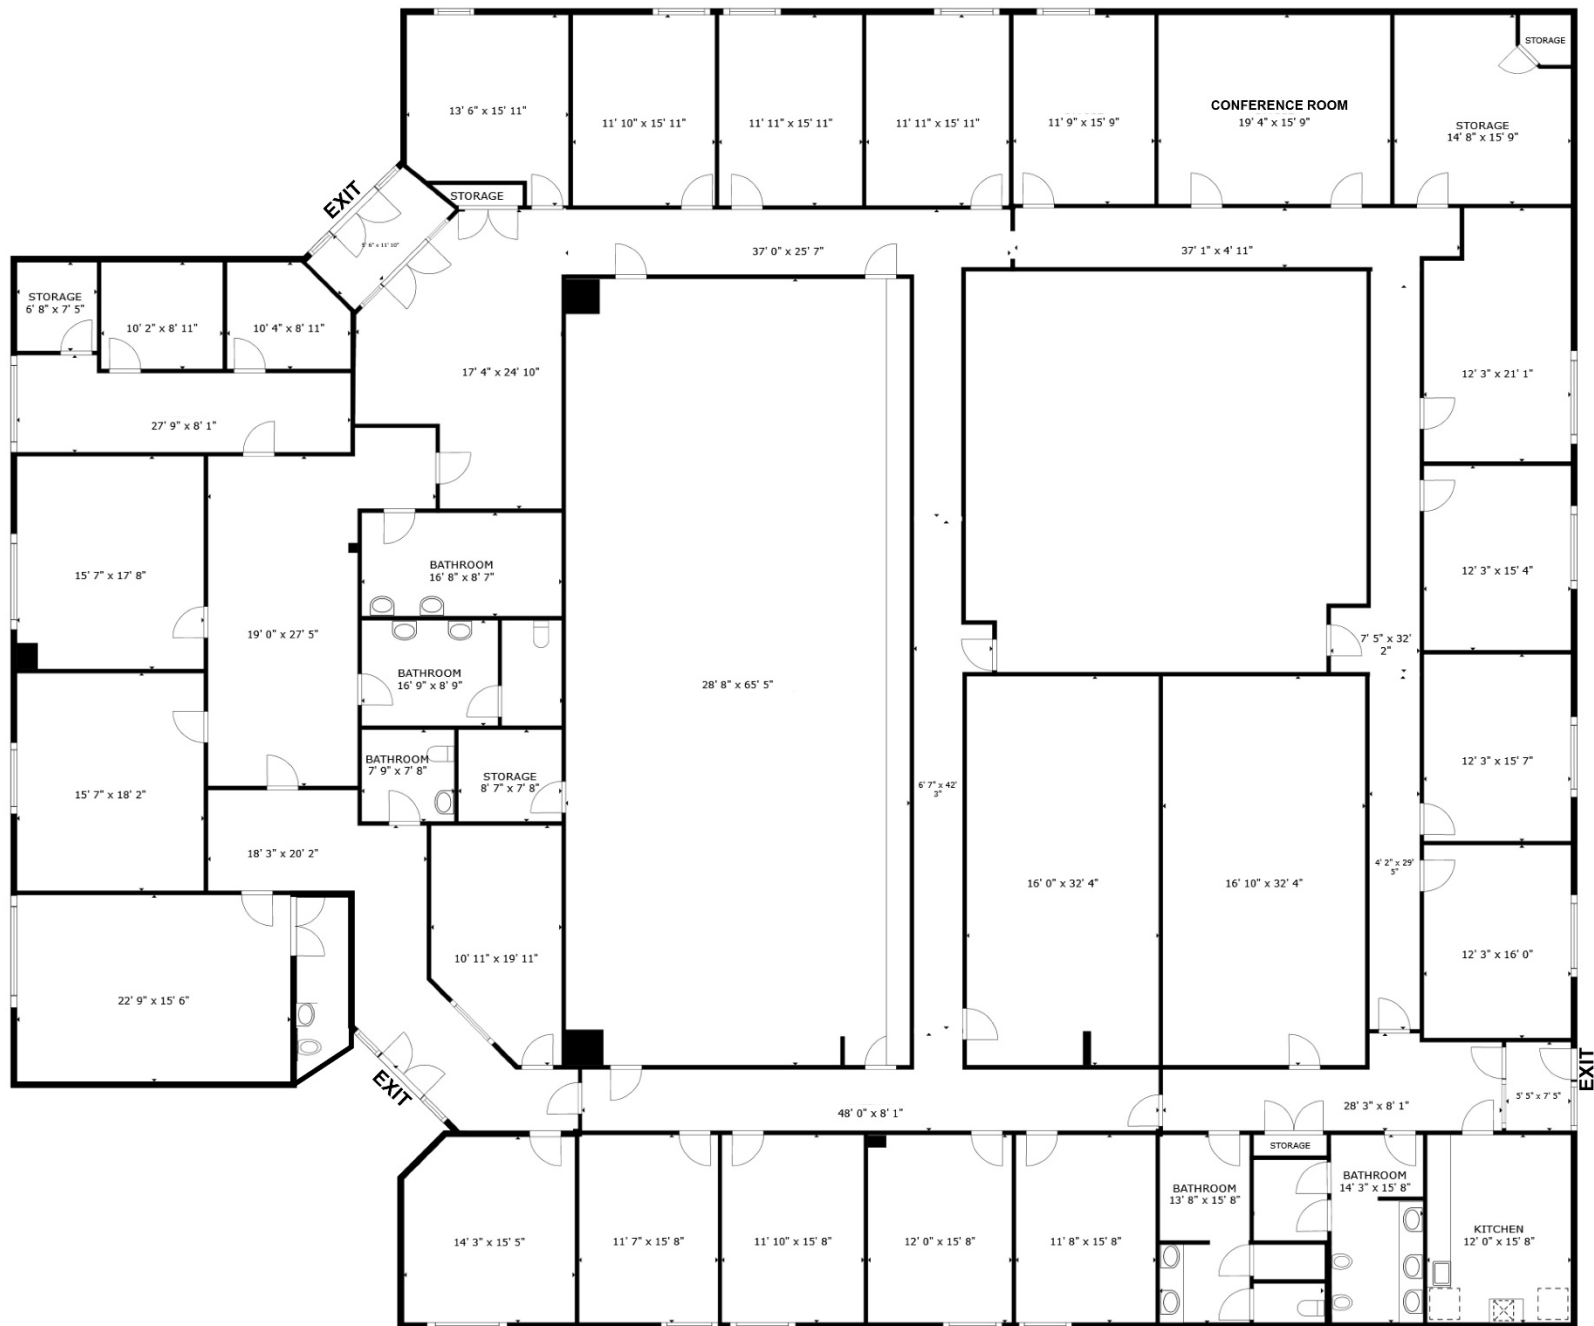 STORAGE
13' 6" x 15' 11"
11' 10" x 15' 11"
11' 11" x 15' 11"
11' 11" x 15' 11"
11' 9" x 15' 9"
CONFERENCE ROOM
19' 4" x 15' 9"
STORAGE
14' 8" x 15' 9"
EXIT
STORAGE
5' 6" x 11' 10"
37' 0" x 25' 7"
37' 1" x 4' 11"
STORAGE
6' 8" x 7' 5"
10' 2" x 8' 11"
10' 4" x 8' 11"
17' 4" x 24' 10"
12' 3" x 21' 1"
27' 9" x 8' 1"
15' 7" x 17' 8"
BATHROOM
16' 8" x 8' 7"
12' 3" x 15' 4"
19' 0" x 27' 5"
7' 5" x 32'
2"
BATHROOM
16' 9" x 8' 9"
28' 8" x 65' 5"
BATHROOM
7' 9" x 7' 8"
STORAGE
8' 7" x 7' 8"
12' 3" x 15' 7"
15' 7" x 18' 2"
6' 7" x 42'
3"
18' 3" x 20' 2"
4' 2" x 29'
5"
16' 0" x 32' 4"
16' 10" x 32' 4"
10' 11" x 19' 11"
12' 3" x 16' 0"
22' 9" x 15' 6"
EXIT
EXIT
48' 0" x 8' 1"
28' 3" x 8' 1"
5' 5" x 7' 5"
STORAGE
BATHROOM
13' 8" x 15' 8"
BATHROOM
14' 3" x 15' 8"
14' 3" x 15' 5"
11' 7" x 15' 8"
11' 10" x 15' 8"
12' 0" x 15' 8"
11' 8" x 15' 8"
KITCHEN
12' 0" x 15' 8"